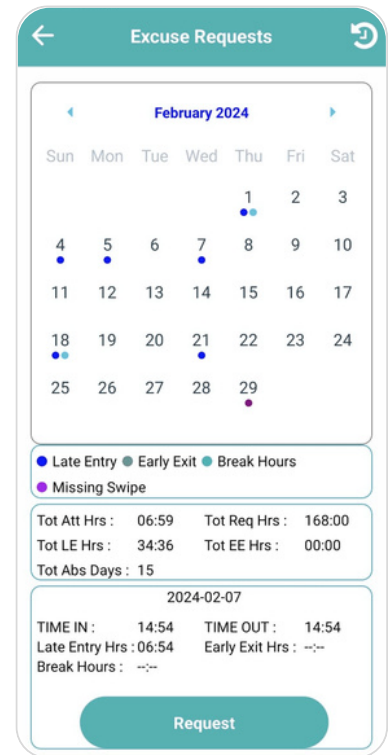 Excuse Requests
February 2024
Sun Mon Tue Wed Thu Fri Sat
1 2 3
4 5 6 7 8 9 10
11 12 13 14 15 16 17
18 19 20 21 22 23 24
25 26 27 28 29
Late Entry Early Exit Break Hours
Missing Swipe
Tot Att Hrs : 06:59 Tot Req Hrs : 168:00
Tot LE Hrs : 34:36 Tot EE Hrs : 00:00
Tot Abs Days : 15
2024-02-07
TIME IN : 14:54 TIME OUT : 14:54
Late Entry Hrs : 06:54 Early Exit Hrs : --:--
Break Hours : --:--
Request